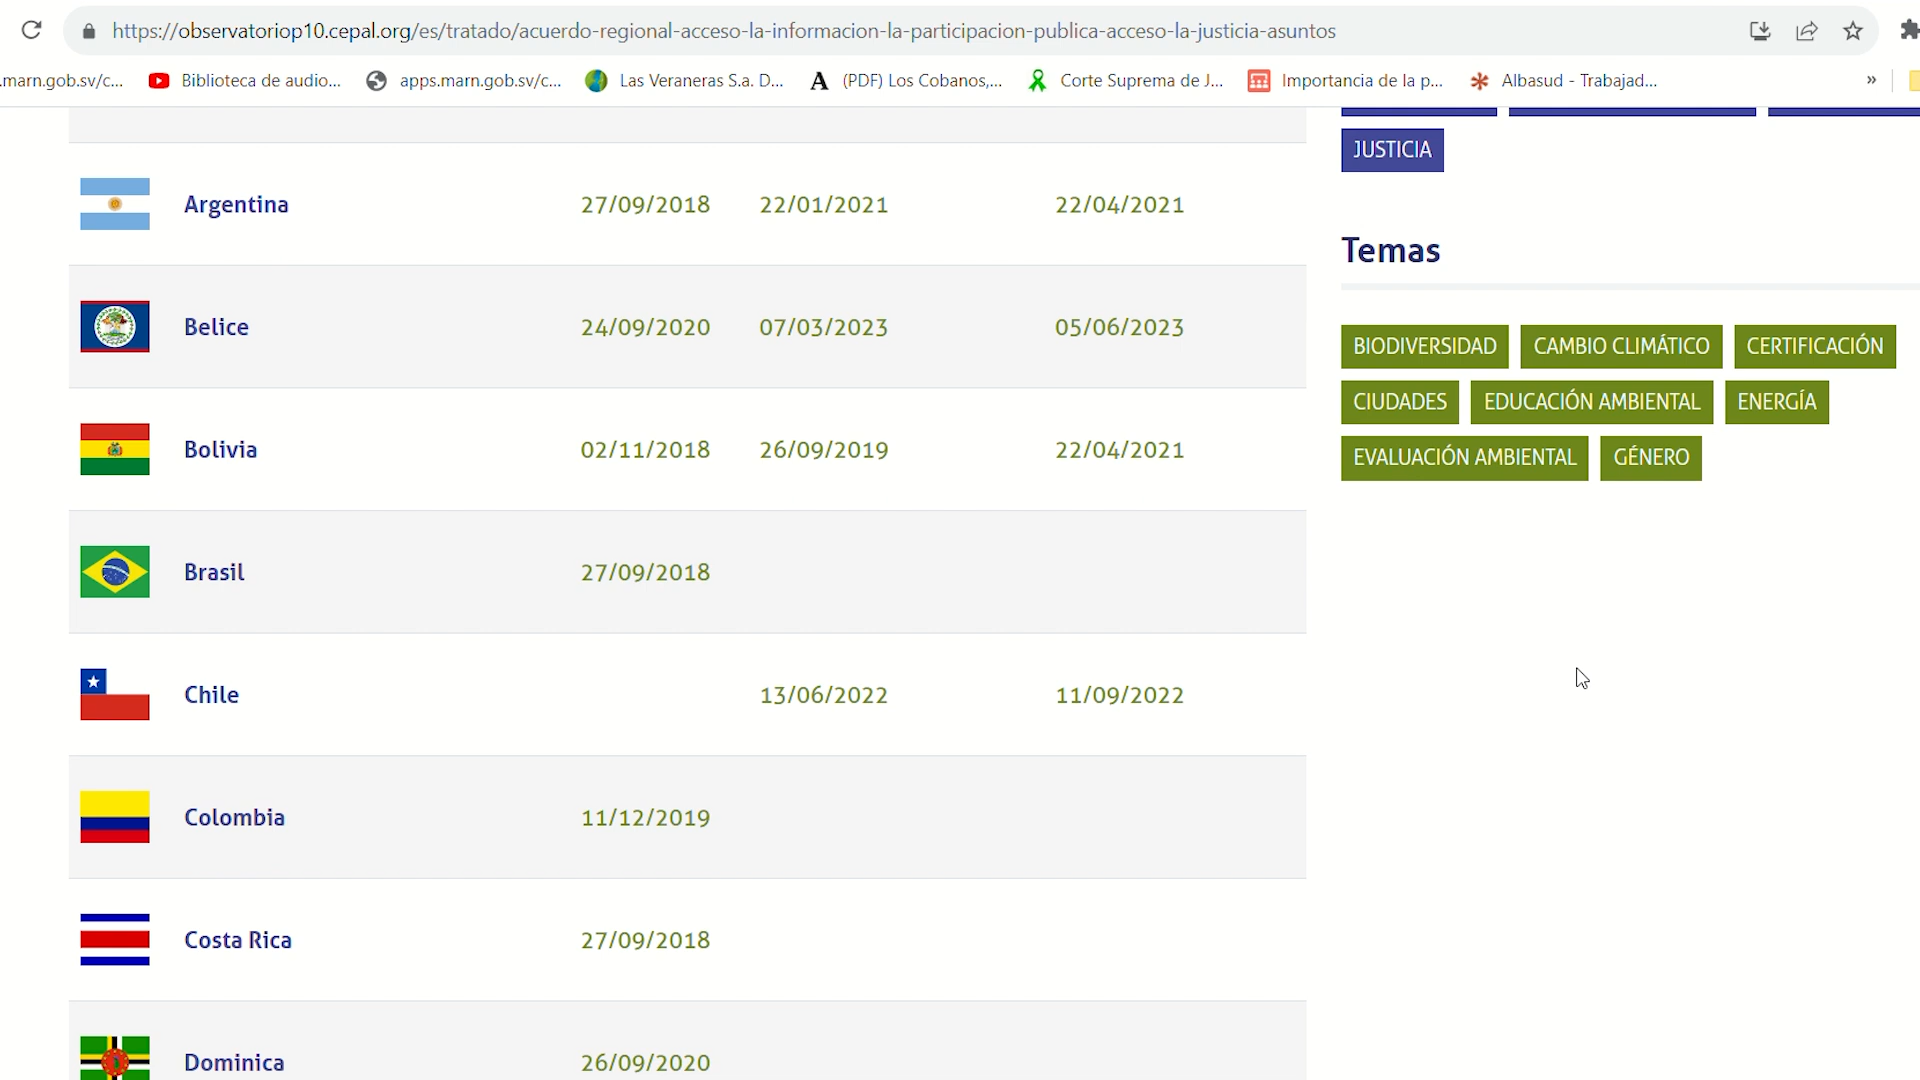 https://observatoriop10.cepal.org/es/tratado/acuerdo-regional-acceso-la-informacion-la-participacion-publica-acceso-la-justicia-asuntos
.marn.gob.sv/c... Biblioteca de audio... apps.marn.gob.sv/c... Las Veraneras S.a. D... (PDF) Los Cobanos,... Corte Suprema de J... Importancia de la p... Albasud - Trabajad... »
JUSTICIA
Argentina 27/09/2018 22/01/2021 22/04/2021
Temas
Belice 24/09/2020 07/03/2023 05/06/2023
BIODIVERSIDAD CAMBIO CLIMÁTICO CERTIFICACIÓN
CIUDADES EDUCACIÓN AMBIENTAL ENERGÍA
Bolivia 02/11/2018 26/09/2019 22/04/2021
EVALUACIÓN AMBIENTAL GÉNERO
Brasil 27/09/2018
Chile 13/06/2022 11/09/2022
Colombia 11/12/2019
Costa Rica 27/09/2018
Dominica 26/09/2020